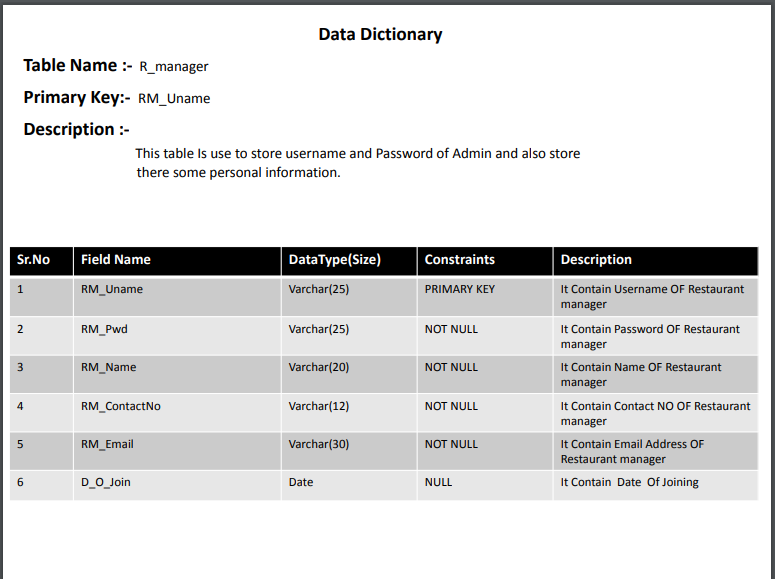 Data Dictionary
Table Name :- R_manager
Primary Key:- RM_Uname
Description :-
This table Is use to store username and Password of Admin and also store
there some personal information.
Sr.No Field Name DataType(Size) Constraints Description
1 RM_Uname Varchar(25) PRIMARY KEY It Contain Username OF Restaurant
manager
2 RM_Pwd Varchar(25) NOT NULL It Contain Password OF Restaurant
manager
3 RM_Name Varchar(20) NOT NULL It Contain Name OF Restaurant
manager
4 RM_ContactNo Varchar(12) NOT NULL It Contain Contact NO OF Restaurant
manager
5 RM_Email Varchar(30) NOT NULL It Contain Email Address OF
Restaurant manager
6 D_O_Join Date NULL It Contain Date Of Joining